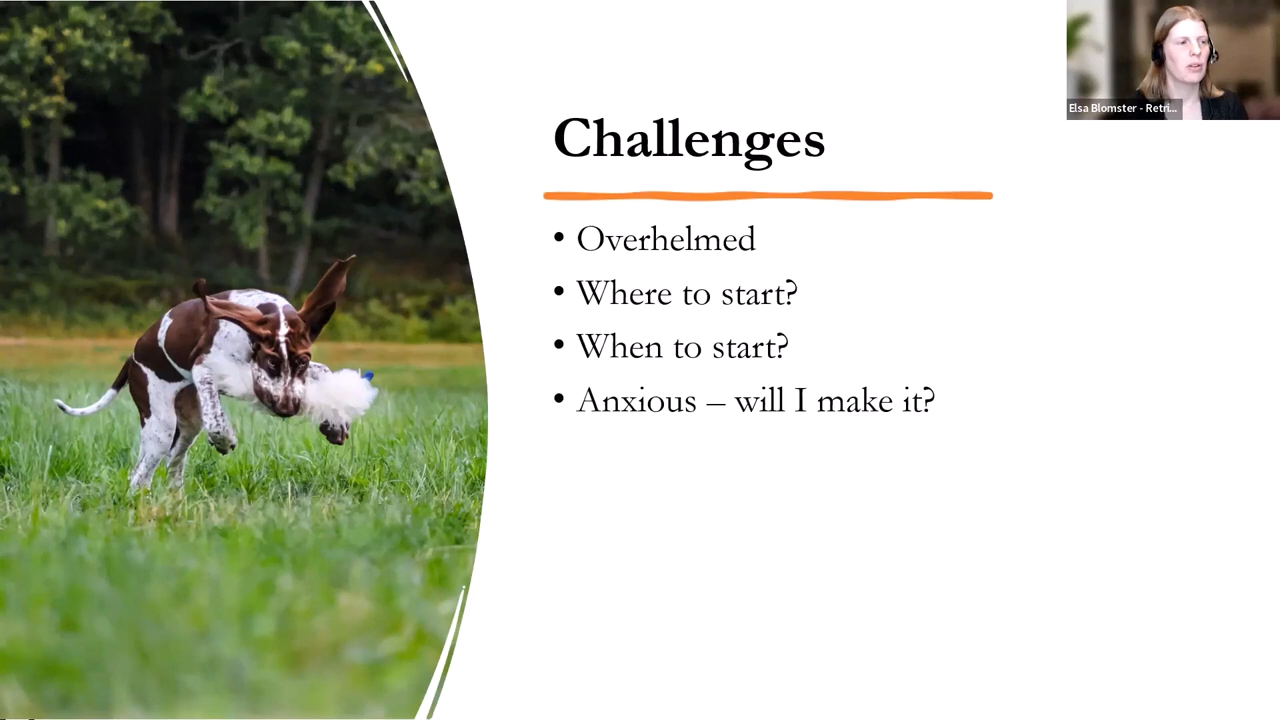 Challenges
• Overhelmed
• Where to start?
• When to start?
• Anxious – will I make it?
Elsa Blomster - Retri...